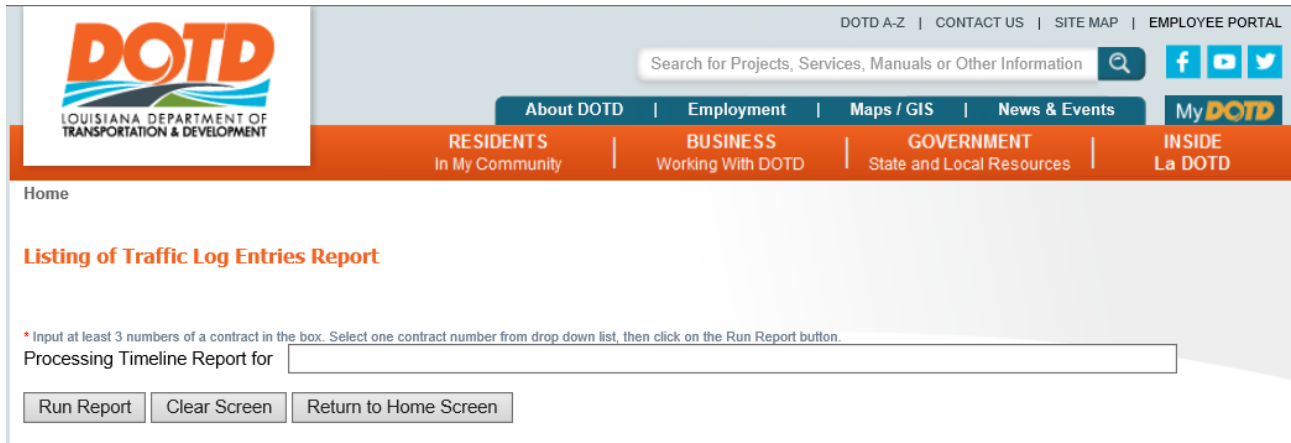 DOTD A-Z | CONTACT US | SITE MAP | EMPLOYEE PORTAL
DOTD
LOUISIANA DEPARTMENT OF
TRANSPORTATION & DEVELOPMENT
Search for Projects, Services, Manuals or Other Information
About DOTD | Employment | Maps / GIS | News & Events
My DOTD
RESIDENTS | BUSINESS | GOVERNMENT | INSIDE
In My Community Working With DOTD State and Local Resources La DOTD
Home
Listing of Traffic Log Entries Report
* Input at least 3 numbers of a contract in the box. Select one contract number from drop down list, then click on the Run Report button.
Processing Timeline Report for
Run Report Clear Screen Return to Home Screen